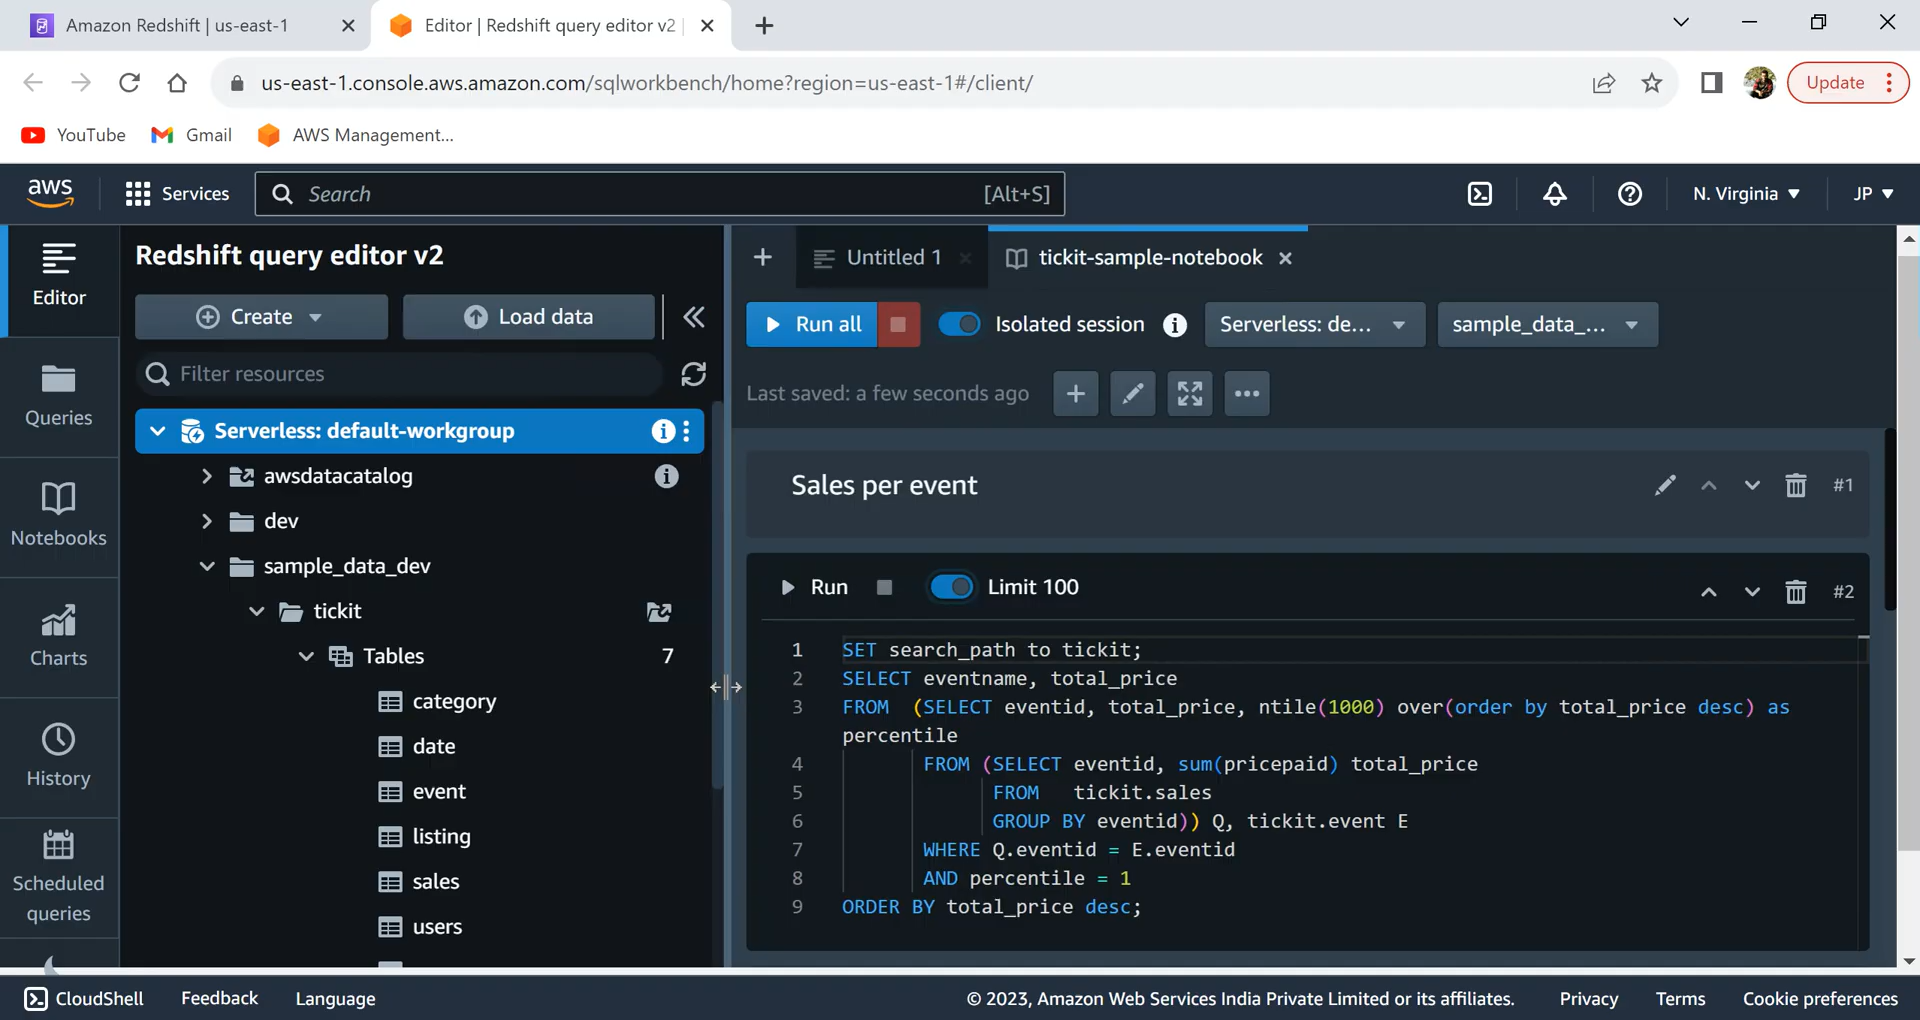 Amazon Redshift | us-east-1
Editor | Redshift query editor v2
us-east-1.console.aws.amazon.com/sqlworkbench/home?region=us-east-1#/client/
Update
YouTube
Gmail
AWS Management...
aws
Services
Search
[Alt+S]
N. Virginia
JP
Editor
Queries
Notebooks
Charts
History
Scheduled
queries
Redshift query editor v2
Create
Load data
Filter resources
Serverless: default-workgroup
awsdatacatalog
dev
sample_data_dev
tickit
Tables 7
category
date
event
listing
sales
users
Untitled 1
tickit-sample-notebook
Run all
Isolated session
Serverless: de...
sample_data_...
Last saved: a few seconds ago
Sales per event
#1
Run
Limit 100
#2
1 SET search_path to tickit;
2 SELECT eventname, total_price
3 FROM (SELECT eventid, total_price, ntile(1000) over(order by total_price desc) as
percentile
4 FROM (SELECT eventid, sum(pricepaid) total_price
5 FROM tickit.sales
6 GROUP BY eventid)) Q, tickit.event E
7 WHERE Q.eventid = E.eventid
8 AND percentile = 1
9 ORDER BY total_price desc;
CloudShell
Feedback
Language
© 2023, Amazon Web Services India Private Limited or its affiliates.
Privacy
Terms
Cookie preferences